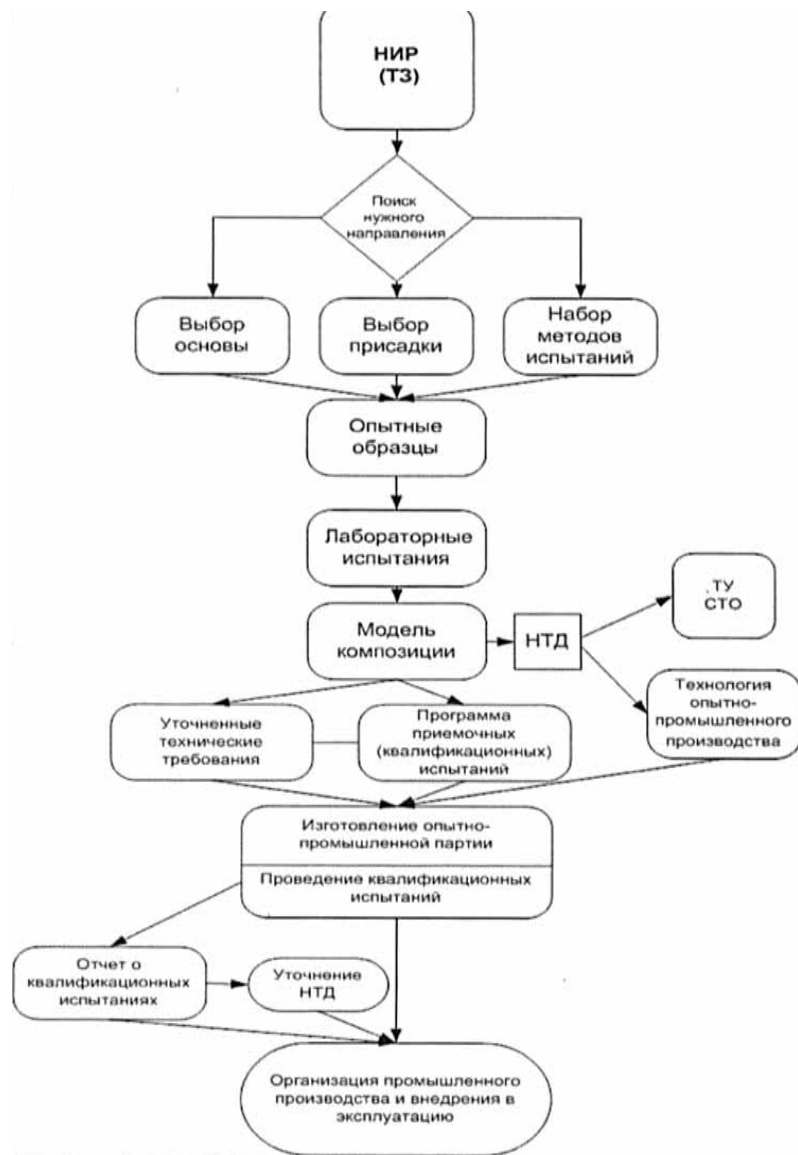 НИР
(ТЗ)
Поиск
нужного
направления
Выбор
основы
Выбор
присадки
Набор
методов
испытаний
Опытные
образцы
Лабораторные
испытания
Модель
композиции
НТД
ТУ
СТО
Технология
опытно-
промышленного
производства
Уточненные
технические
требования
Программа
приемочных
(квалификационных)
испытаний
Изготовление опытно-
промышленной партии
Проведение квалификационных
испытаний
Отчет о
квалификационных
испытаниях
Уточнение
НТД
Организация промышленного
производства и внедрения в
эксплуатацию